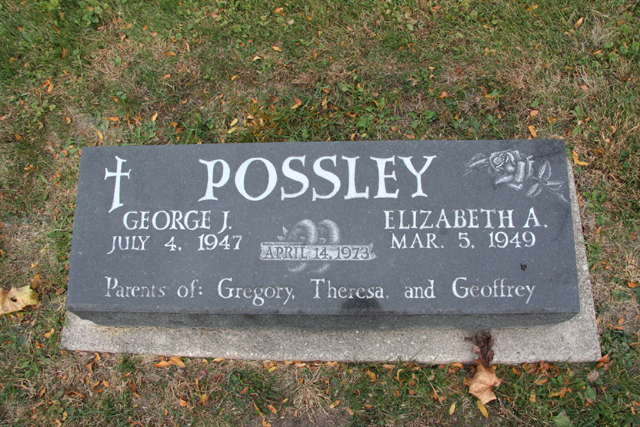 POSSLEY
GEORGE J.
JULY 4, 1947
APRIL 14, 1973
ELIZABETH A.
MAR. 5, 1949
Parents of: Gregory, Theresa, and Geoffrey